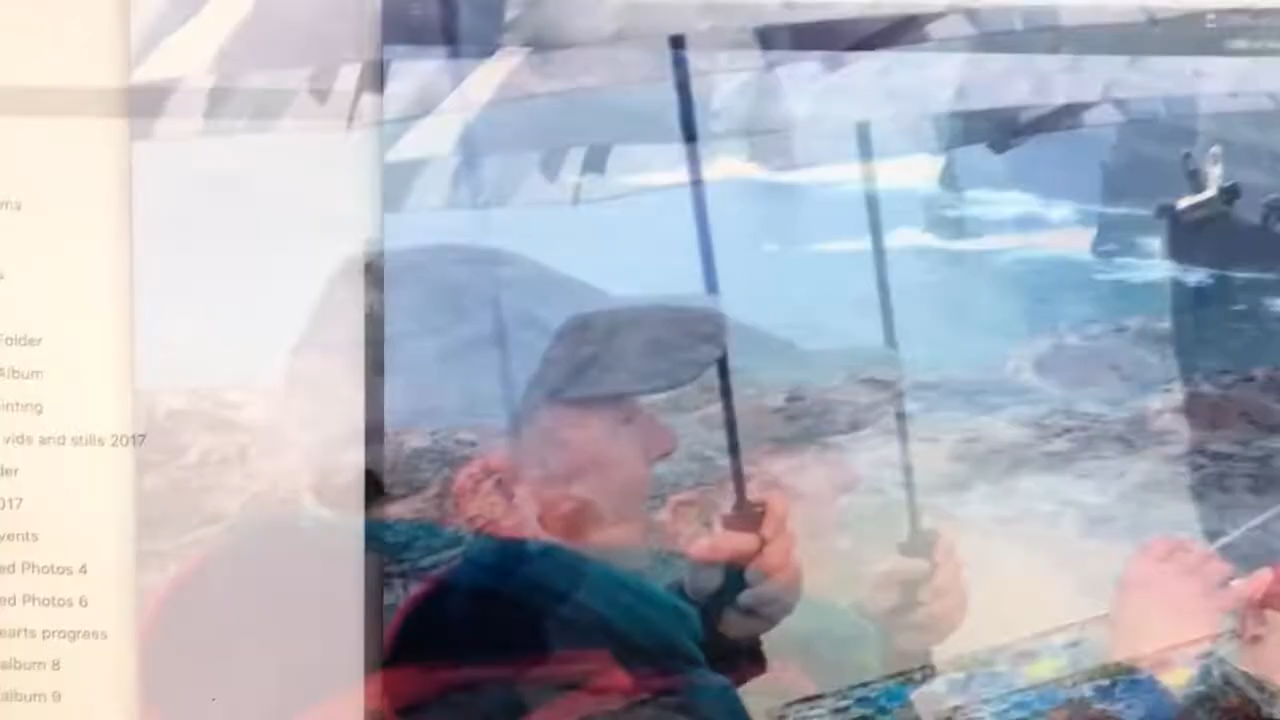 ms
s
Folder
Album
inting
vids and stills 2017
der
017
vents
ed Photos 4
ed Photos 6
earts progress
album 8
album 9